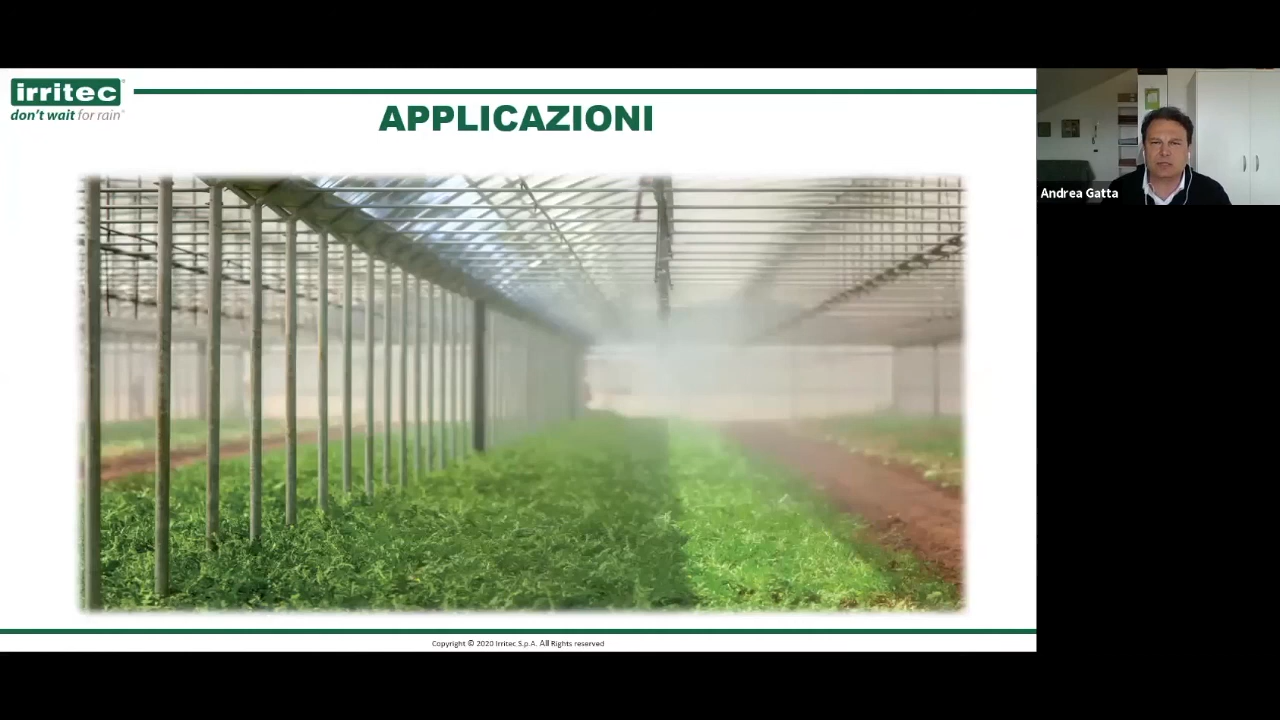 irritec
don't wait for rain
APPLICAZIONI
Andrea Gatta
Copyright © 2020 Irritec S.p.A. All Rights reserved